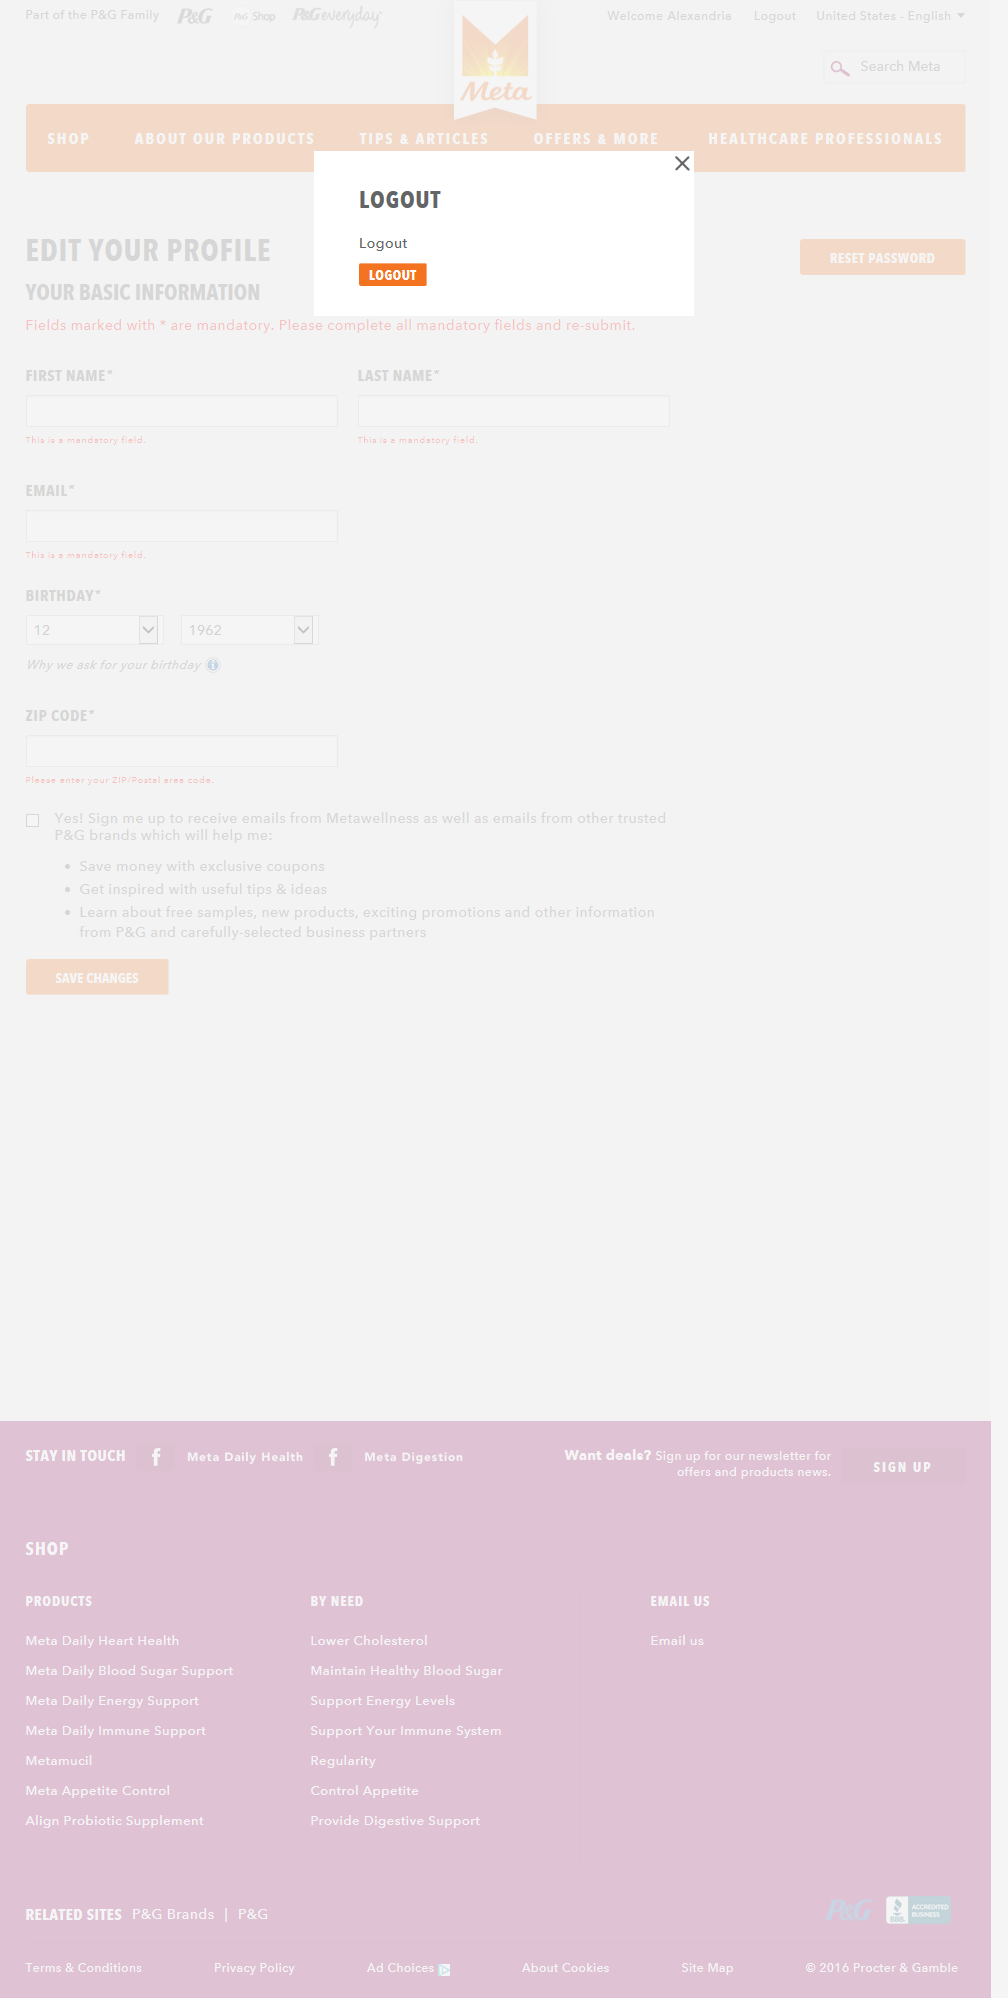 Part of the P&G Family P&G P&G Shop P&G everyday
Welcome Alexandria Logout United States - English
Meta
Search Meta
SHOP ABOUT OUR PRODUCTS TIPS & ARTICLES OFFERS & MORE HEALTHCARE PROFESSIONALS
LOGOUT
Logout
LOGOUT
EDIT YOUR PROFILE
RESET PASSWORD
YOUR BASIC INFORMATION
Fields marked with * are mandatory. Please complete all mandatory fields and re-submit.
FIRST NAME* LAST NAME*
This is a mandatory field. This is a mandatory field.
EMAIL*
This is a mandatory field.
BIRTHDAY*
12 1962
Why we ask for your birthday
ZIP CODE*
Please enter your ZIP/Postal area code.
Yes! Sign me up to receive emails from Metawellness as well as emails from other trusted
P&G brands which will help me:
• Save money with exclusive coupons
• Get inspired with useful tips & ideas
• Learn about free samples, new products, exciting promotions and other information
from P&G and carefully-selected business partners
SAVE CHANGES
STAY IN TOUCH Meta Daily Health Meta Digestion
Want deals? Sign up for our newsletter for
offers and products news.
SIGN UP
SHOP
PRODUCTS
Meta Daily Heart Health
Meta Daily Blood Sugar Support
Meta Daily Energy Support
Meta Daily Immune Support
Metamucil
Meta Appetite Control
Align Probiotic Supplement
BY NEED
Lower Cholesterol
Maintain Healthy Blood Sugar
Support Energy Levels
Support Your Immune System
Regularity
Control Appetite
Provide Digestive Support
EMAIL US
Email us
RELATED SITES P&G Brands | P&G
P&G
BBB
ACCREDITED
BUSINESS
Terms & Conditions Privacy Policy Ad Choices About Cookies Site Map © 2016 Procter & Gamble